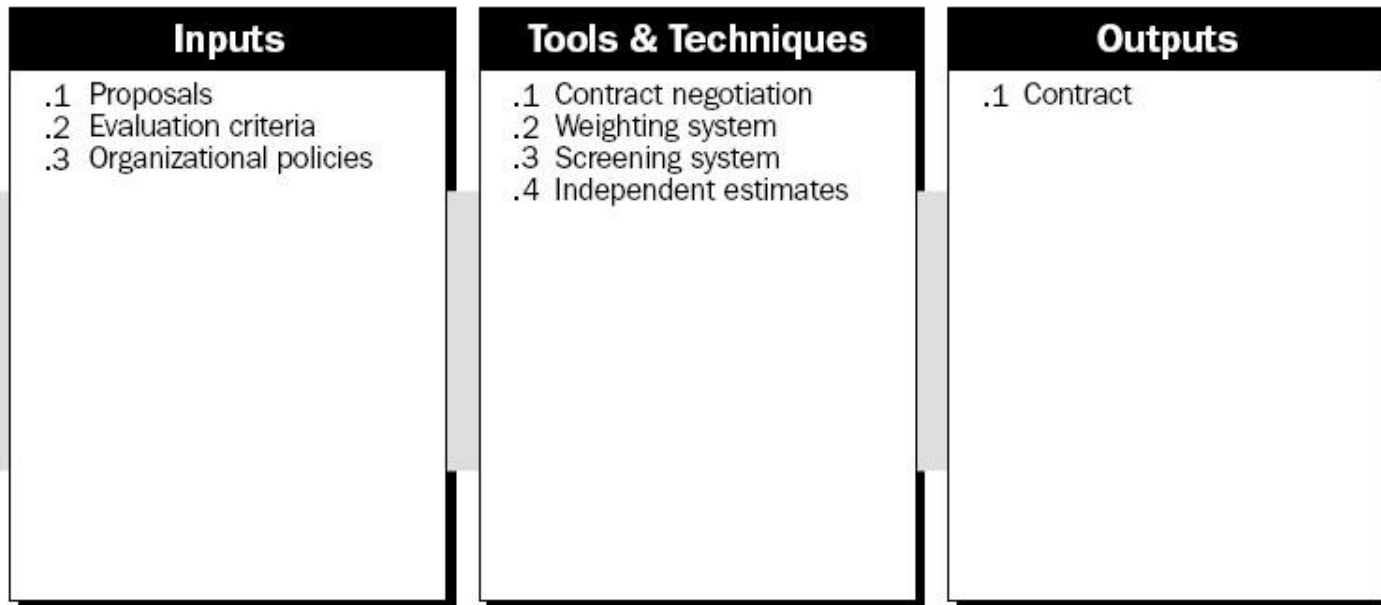 Inputs
.1 Proposals
.2 Evaluation criteria
.3 Organizational policies
Tools & Techniques
.1 Contract negotiation
.2 Weighting system
.3 Screening system
.4 Independent estimates
Outputs
.1 Contract